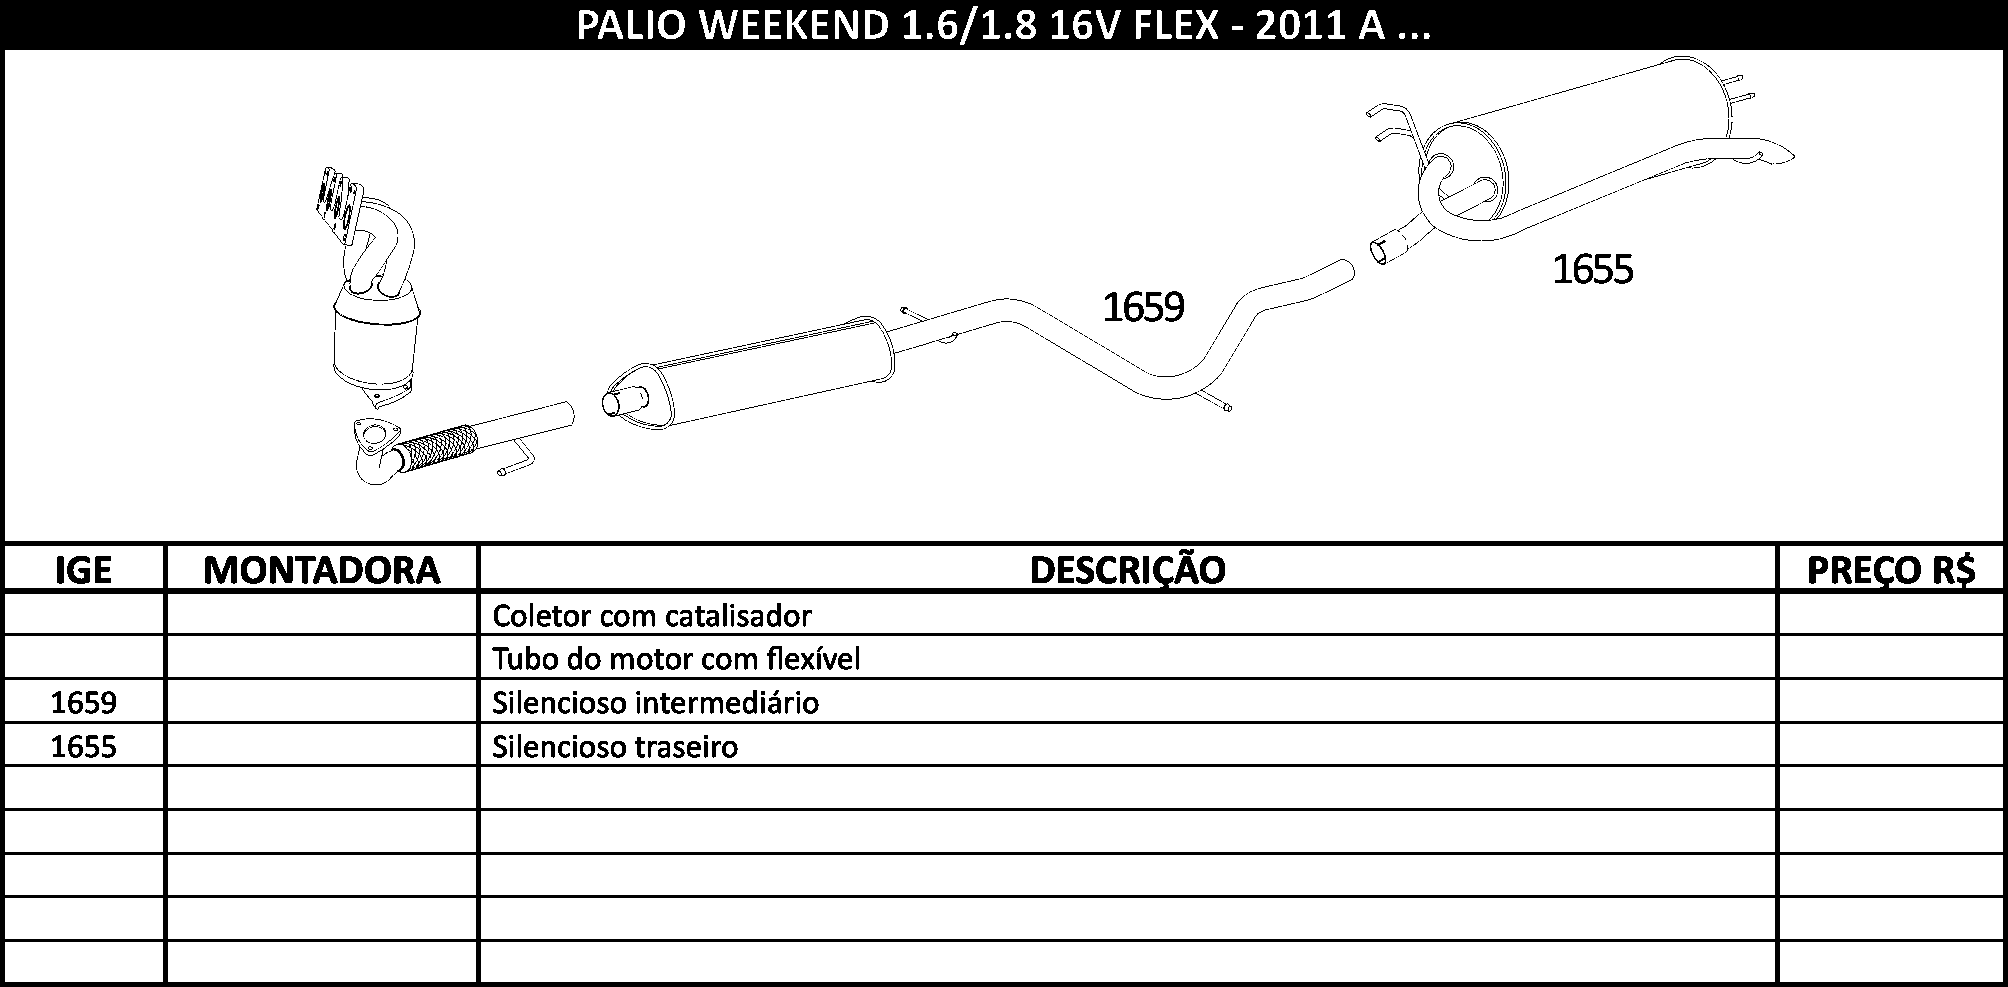 PALIO WEEKEND 1.6/1.8 16V FLEX - 2011 A ...
1655
1659
IGE MONTADORA DESCRIÇÃO PREÇO R$
Coletor com catalisador
Tubo do motor com flexível
1659 Silencioso intermediário
1655 Silencioso traseiro